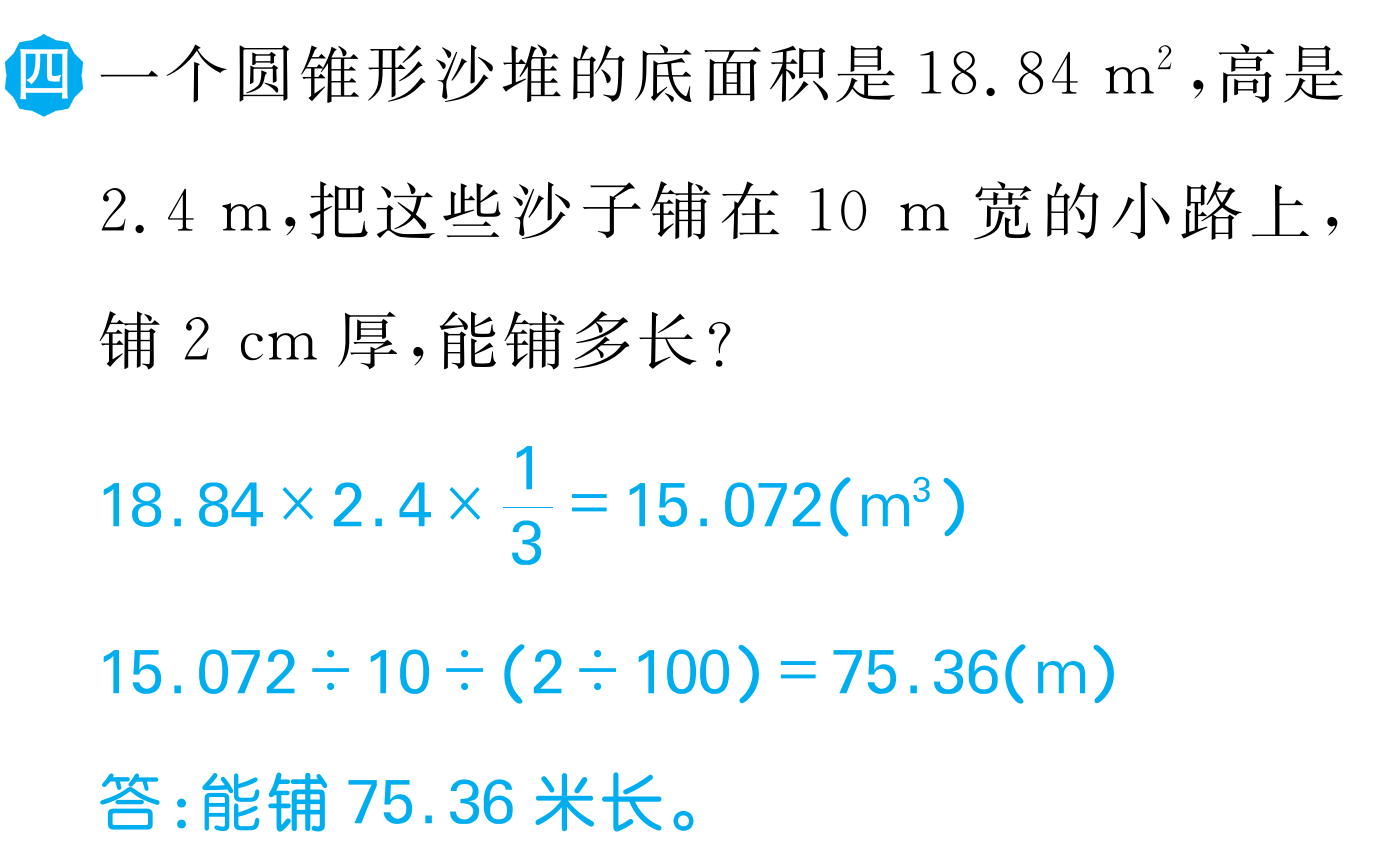 四 一个圆锥形沙堆的底面积是 18.84 m²,高是
2.4 m,把这些沙子铺在 10 m 宽的小路上,
铺 2 cm 厚,能铺多长?
18.84×2.4×1/3=15.072(m³)
15.072÷10÷(2÷100)=75.36(m)
答:能铺 75.36 米长。